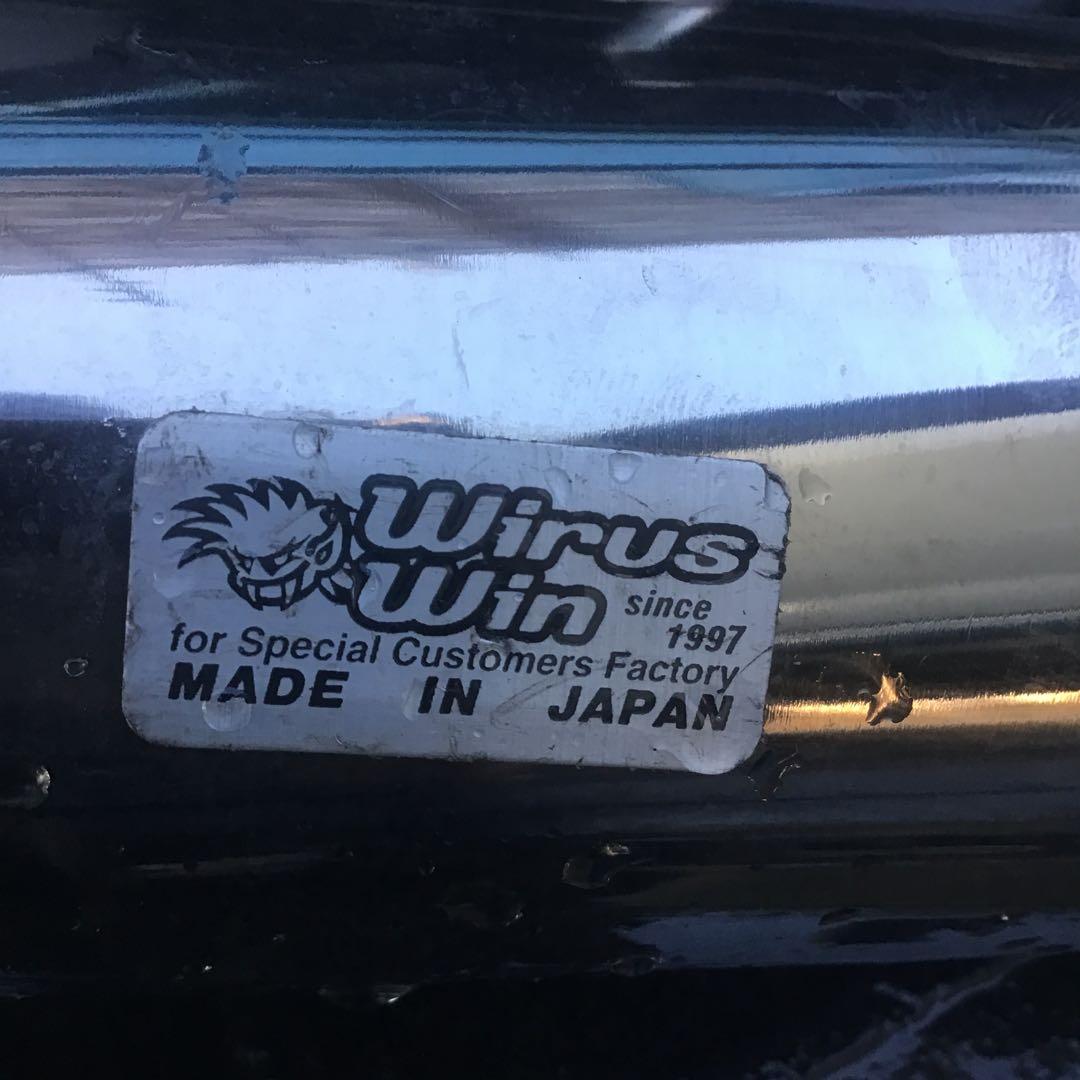 Wirus
Win
since
1997
for Special Customers Factory
MADE IN JAPAN